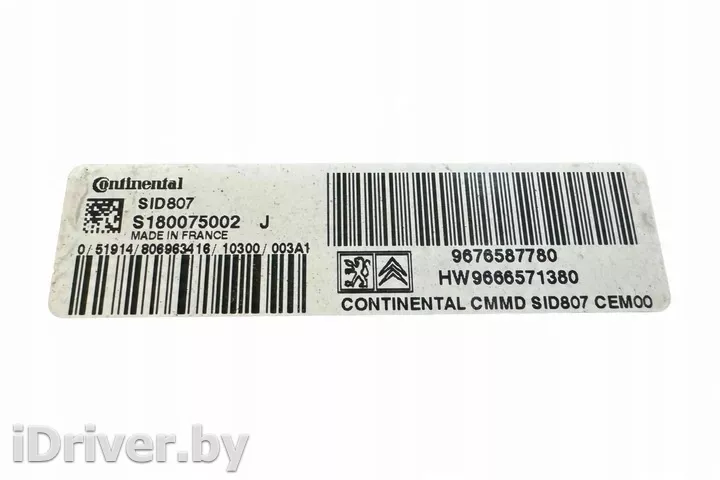 Continental
SID807
S180075002 J
MADE IN FRANCE
0/51914/806963416/10300/003A1
9676587780
HW9666571380
CONTINENTAL CMMD SID807 CEM00
iDriver.by